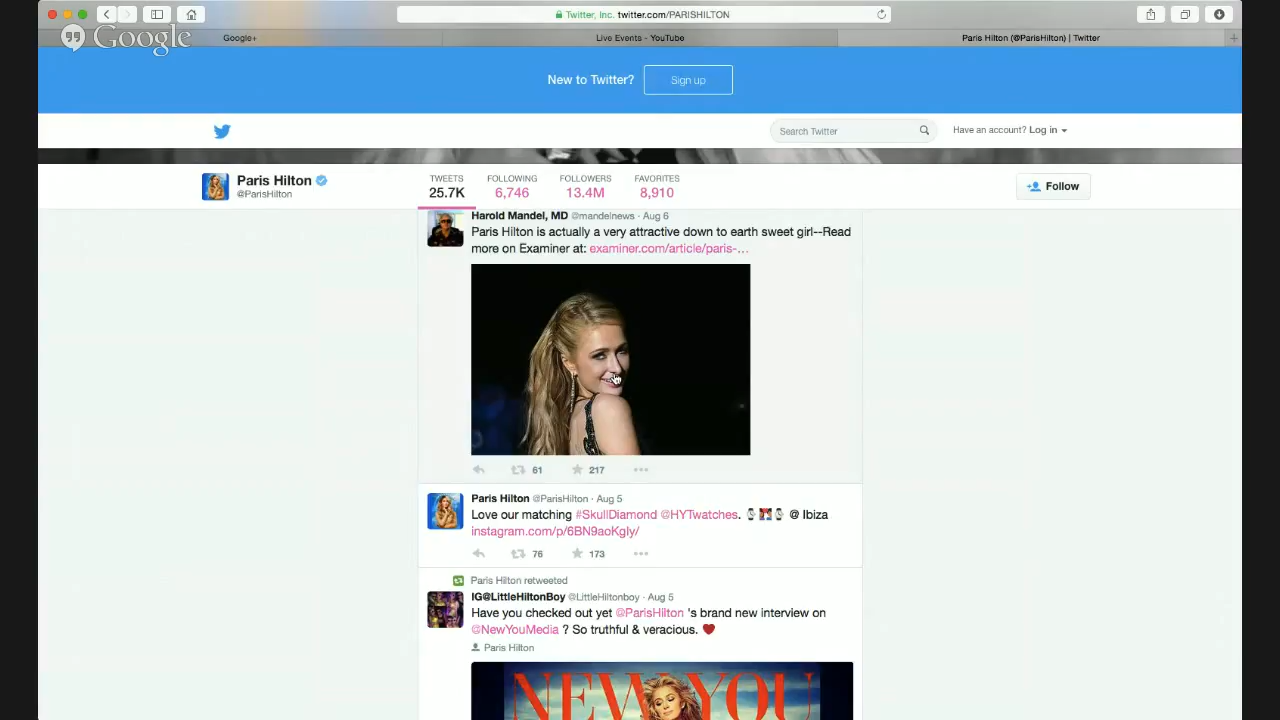 Twitter, Inc. twitter.com/PARISHILTON
Google
Google+
Live Events - YouTube
Paris Hilton (@ParisHilton) | Twitter
New to Twitter?
Sign up
Search Twitter
Have an account? Log in
Paris Hilton
@ParisHilton
TWEETS
25.7K
FOLLOWING
6,746
FOLLOWERS
13.4M
FAVORITES
8,910
Follow
Harold Mandel, MD @mandelnews · Aug 6
Paris Hilton is actually a very attractive down to earth sweet girl--Read
more on Examiner at: examiner.com/article/paris-…
61
217
Paris Hilton @ParisHilton · Aug 5
Love our matching #SkullDiamond @HYTwatches. ⌚ ⌚ @ Ibiza
instagram.com/p/6BN9aoKgIy/
76
173
Paris Hilton retweeted
IG@LittleHiltonBoy @LittleHiltonboy · Aug 5
Have you checked out yet @ParisHilton 's brand new interview on
@NewYouMedia ? So truthful & veracious. ❤
Paris Hilton
NEW YOU